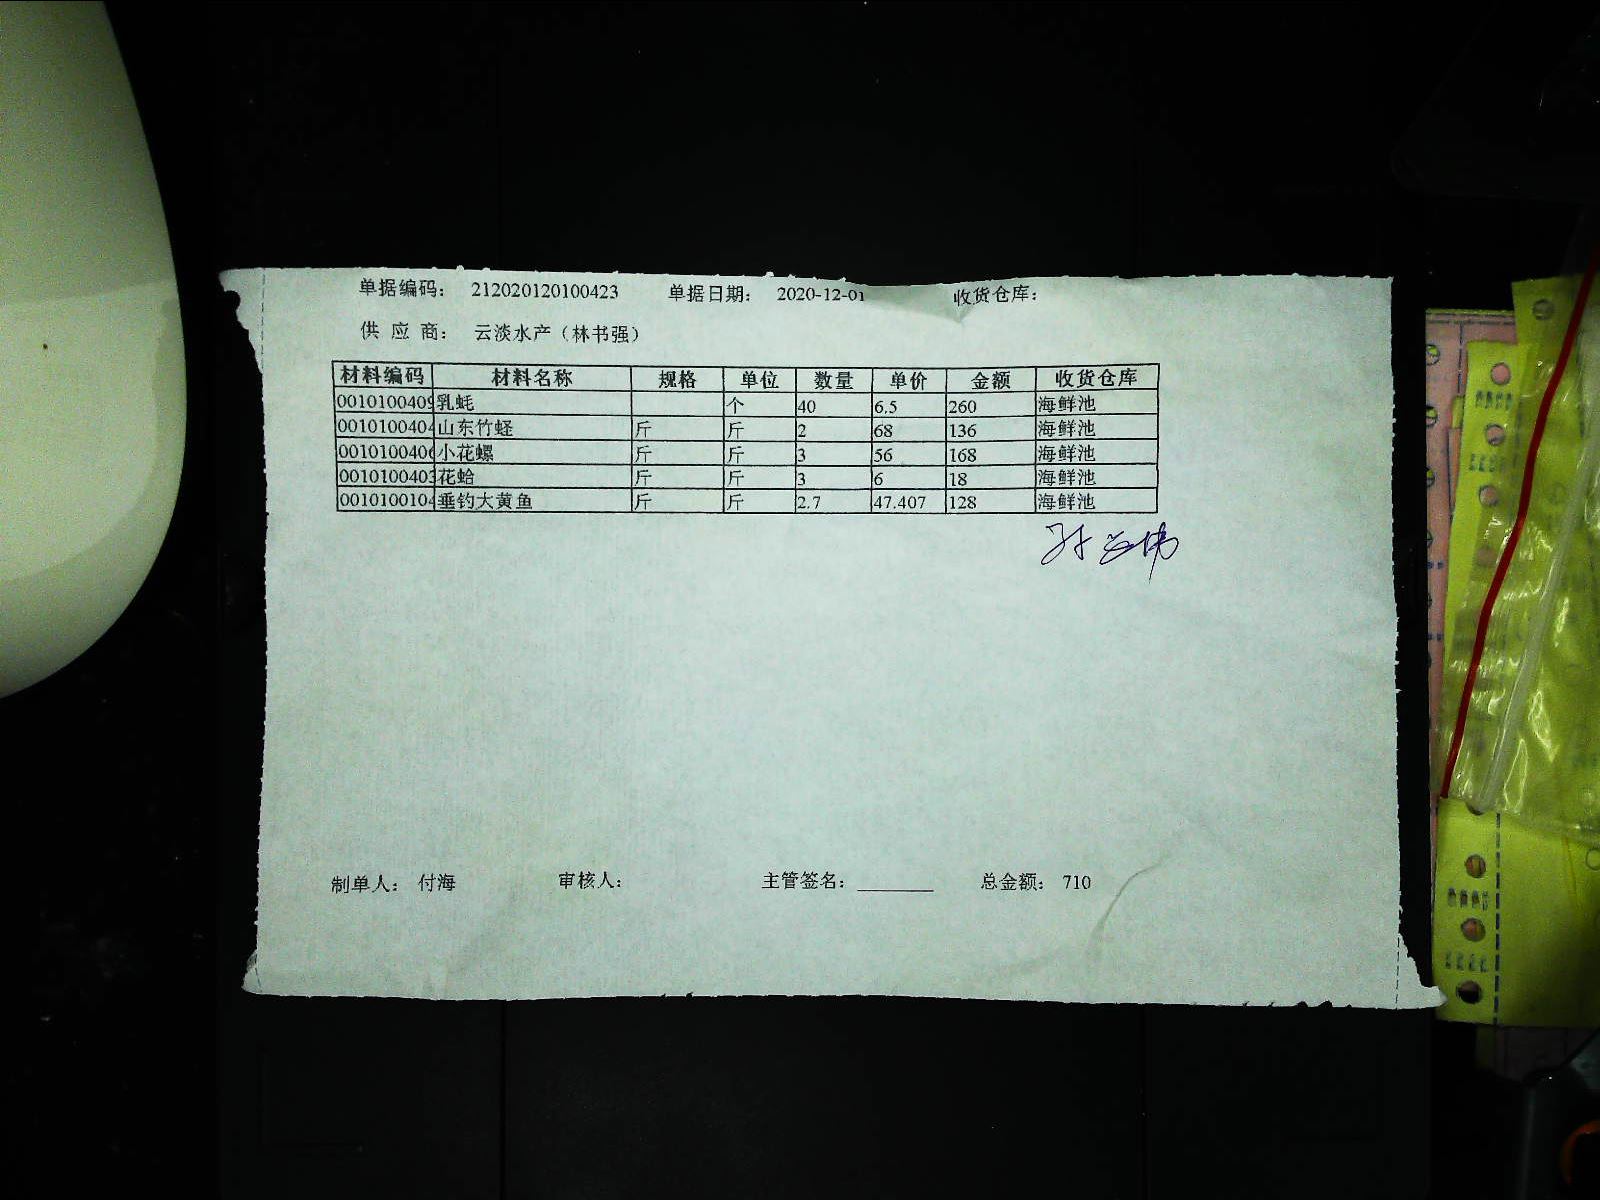 单据编码： 212020120100423 单据日期： 2020-12-01 收货仓库：
供 应 商： 云淡水产（林书强）
材料编码 材料名称 规格 单位 数量 单价 金额 收货仓库
0010100409 乳蚝 个 40 6.5 260 海鲜池
0010100404 山东竹蛏 斤 斤 2 68 136 海鲜池
0010100406 小花螺 斤 斤 3 56 168 海鲜池
0010100403 花蛤 斤 斤 3 6 18 海鲜池
0010100104 垂钓大黄鱼 斤 斤 2.7 47.407 128 海鲜池
制单人： 付海 审核人： 主管签名： 总金额： 710